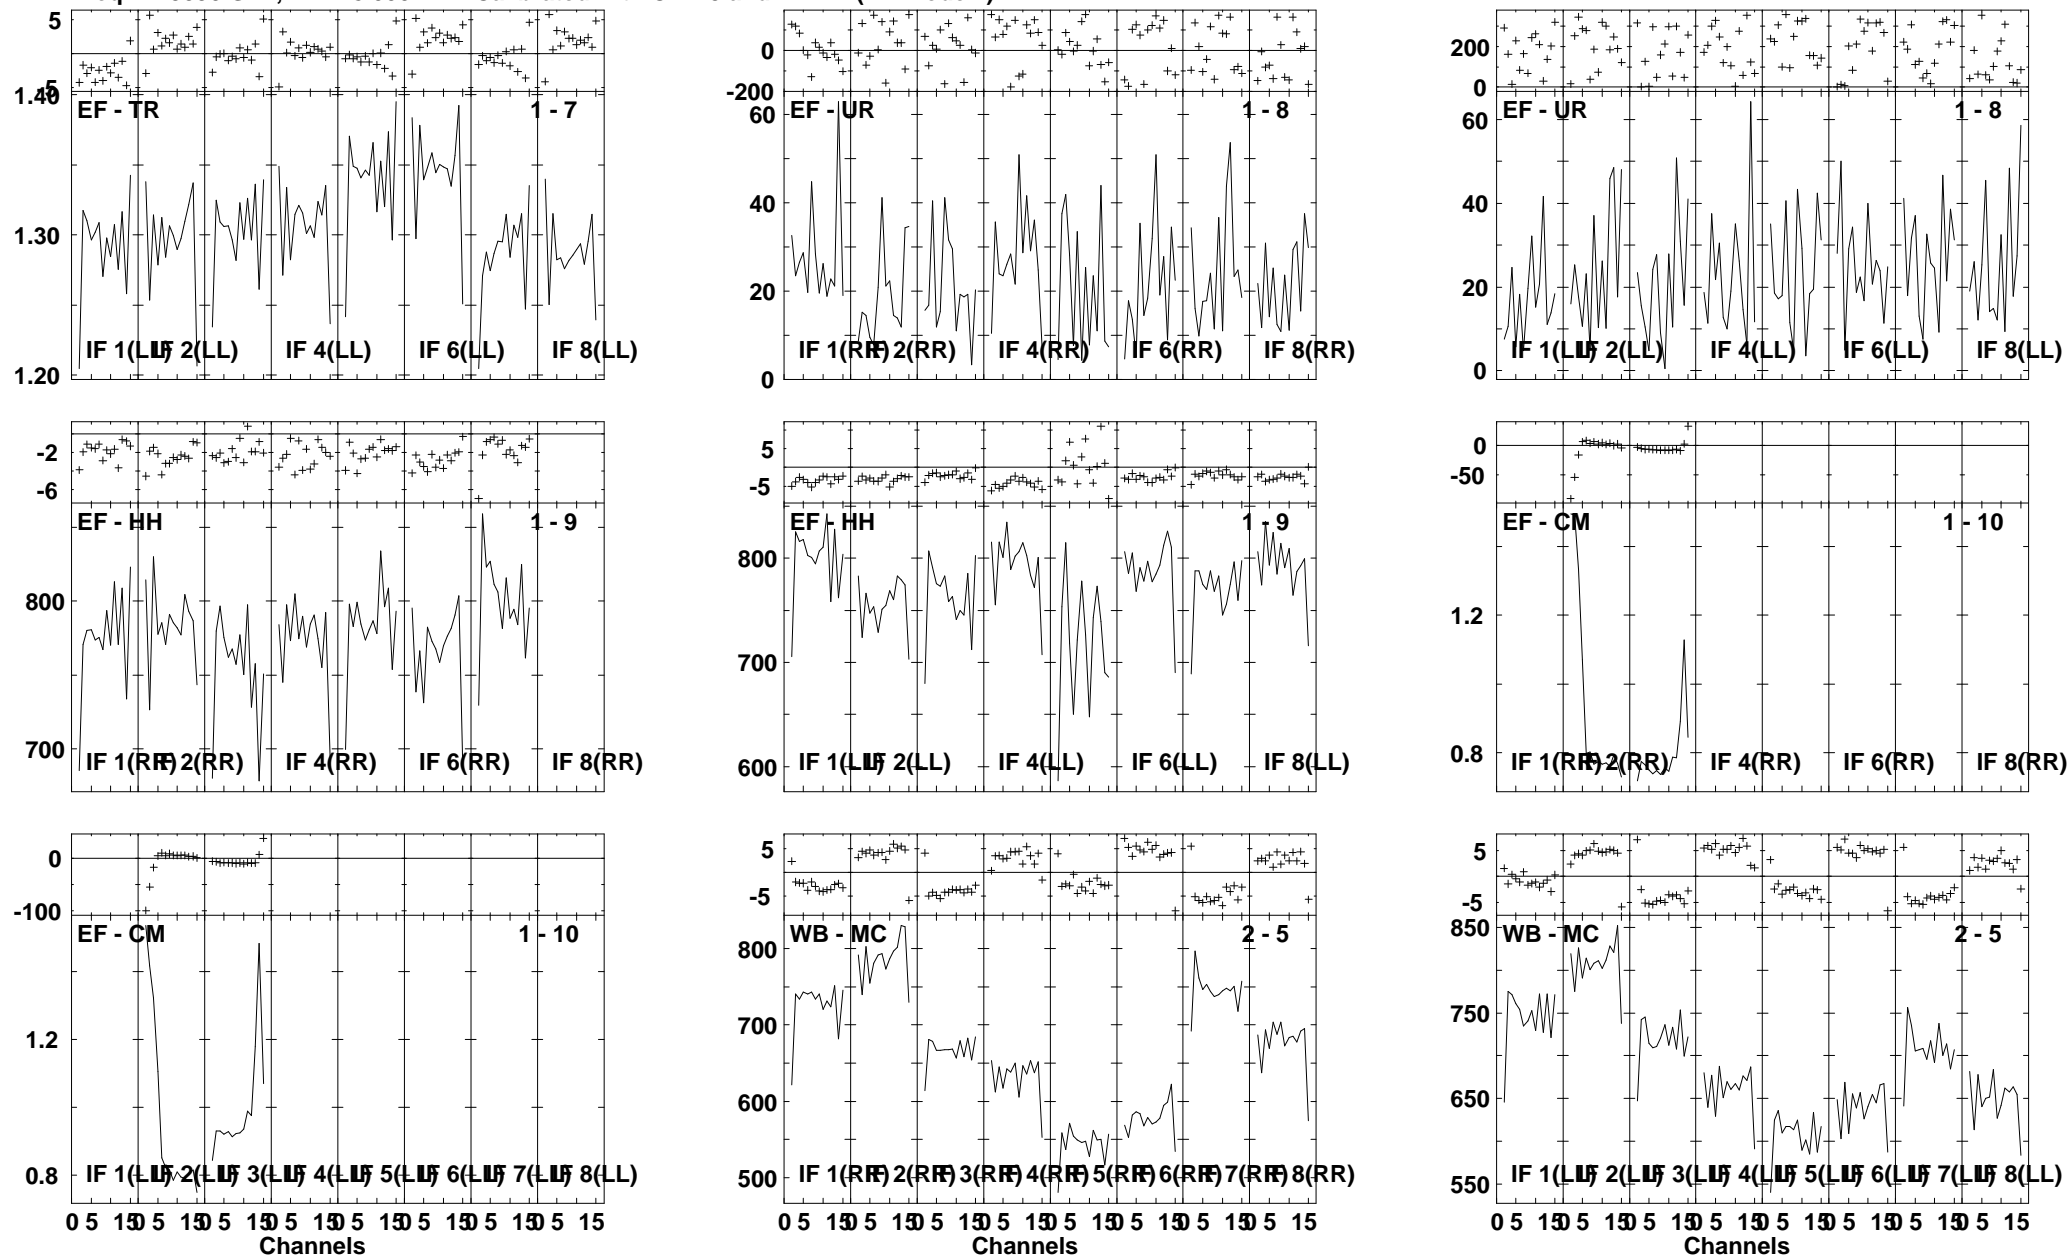 5
-5
1.40
EF - TR 1 - 7
1.30
1.20
IF 1(LL) IF 2(LL) IF 4(LL) IF 6(LL) IF 8(LL)
0
-200
60
EF - UR 1 - 8
40
20
0
IF 1(RR) IF 2(RR) IF 4(RR) IF 6(RR) IF 8(RR)
200
0
60
EF - UR 1 - 8
40
20
0
IF 1(LL) IF 2(LL) IF 4(LL) IF 6(LL) IF 8(LL)
-2
-6
EF - HH 1 - 9
800
700
IF 1(RR) IF 2(RR) IF 4(RR) IF 6(RR) IF 8(RR)
5
-5
EF - HH 1 - 9
800
700
600
IF 1(LL) IF 2(LL) IF 4(LL) IF 6(LL) IF 8(LL)
0
-50
EF - CM 1 - 10
1.2
0.8
IF 1(RR) IF 2(RR) IF 4(RR) IF 6(RR) IF 8(RR)
0
-100
EF - CM 1 - 10
1.2
0.8
IF 1(LL) IF 2(LL) IF 3(LL) IF 4(LL) IF 5(LL) IF 6(LL) IF 7(LL) IF 8(LL)
0 5 15 0 5 15 0 5 15 0 5 15 0 5 15 0 5 15 0 5 15 0 5 15
Channels
5
-5
WB - MC 2 - 5
800
700
600
500
IF 1(RR) IF 2(RR) IF 3(RR) IF 4(RR) IF 5(RR) IF 6(RR) IF 7(RR) IF 8(RR)
0 5 15 0 5 15 0 5 15 0 5 15 0 5 15 0 5 15 0 5 15 0 5 15
Channels
5
-5
850
WB - MC 2 - 5
750
650
550
IF 1(LL) IF 2(LL) IF 3(LL) IF 4(LL) IF 5(LL) IF 6(LL) IF 7(LL) IF 8(LL)
0 5 15 0 5 15 0 5 15 0 5 15 0 5 15 0 5 15 0 5 15 0 5 15
Channels